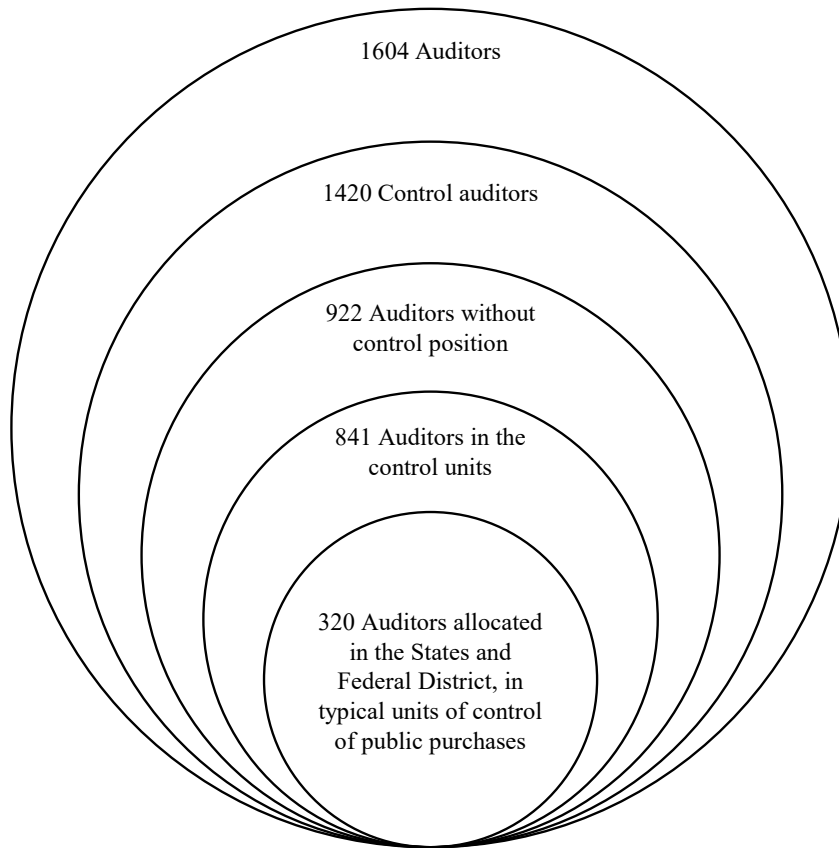 1604 Auditors
1420 Control auditors
922 Auditors without
control position
841 Auditors in the
control units
320 Auditors allocated
in the States and
Federal District, in
typical units of control
of public purchases